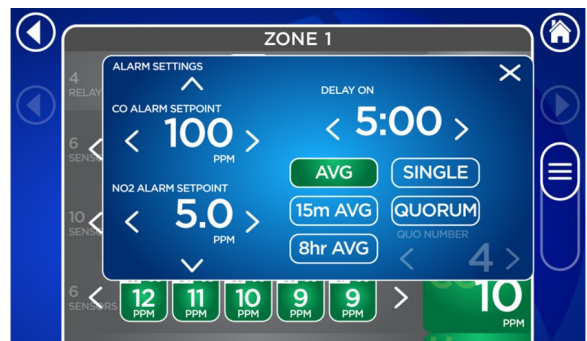 ZONE 1
ALARM SETTINGS
CO ALARM SETPOINT
100
PPM
NO2 ALARM SETPOINT
5.0
PPM
DELAY ON
5:00
AVG
SINGLE
15m AVG
QUORUM
8hr AVG
QUO NUMBER
4
4
RELAY
6
SENS
10
SENS
6
SENSORS
12
PPM
11
PPM
10
PPM
9
PPM
9
PPM
10
PPM